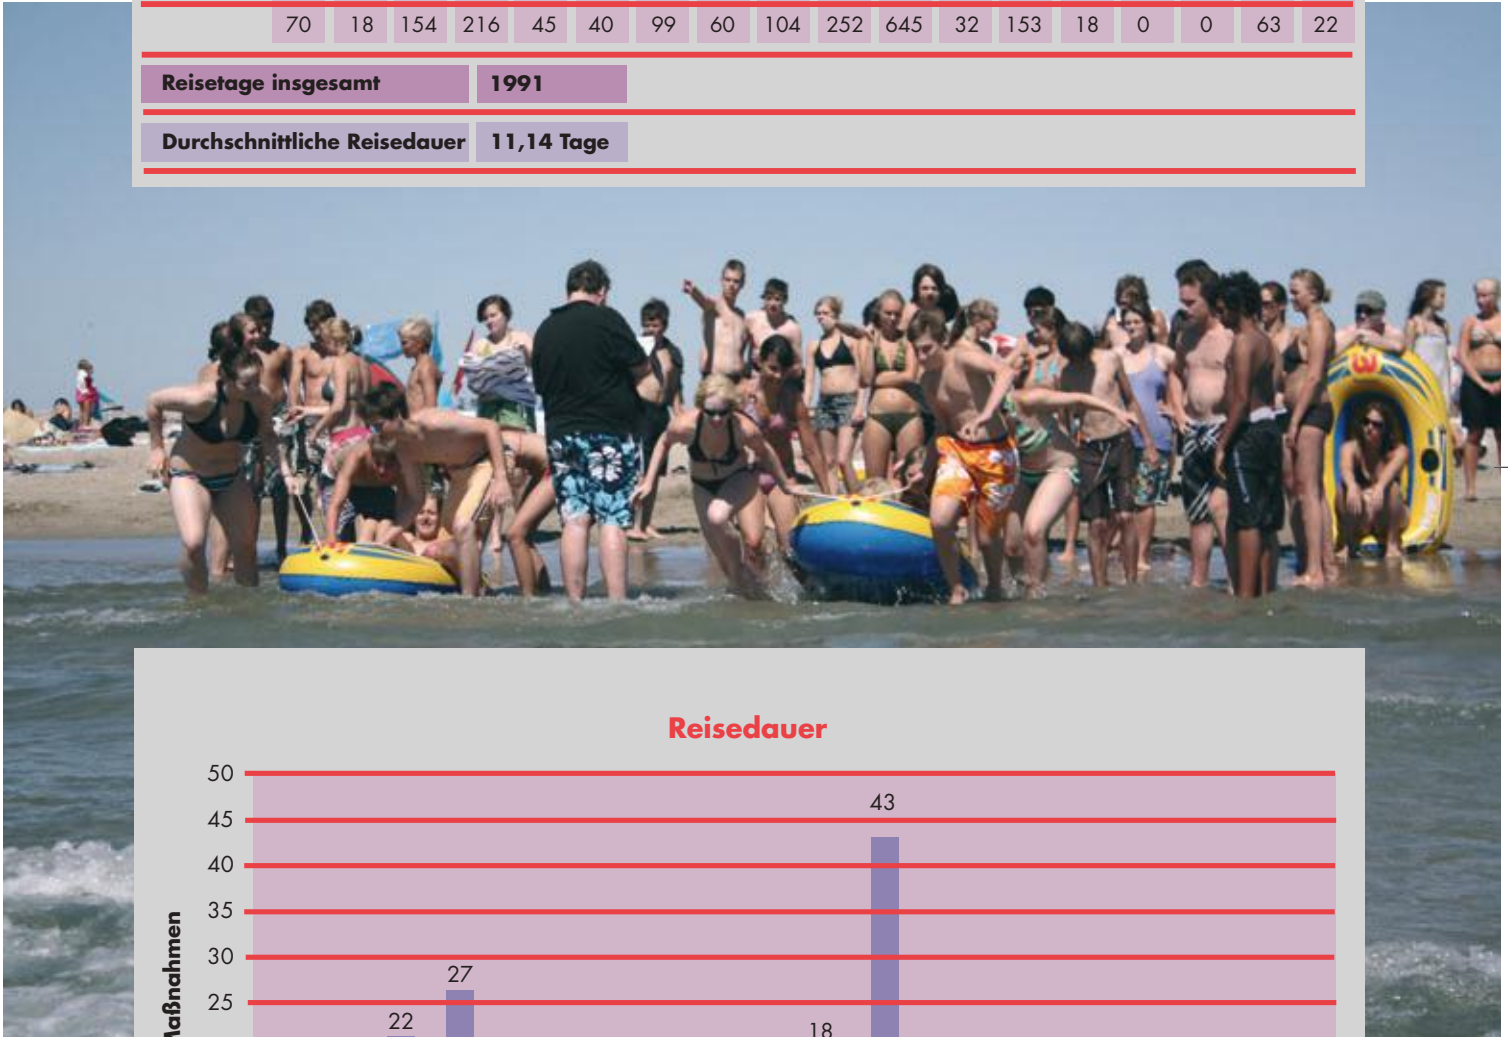 70 18 154 216 45 40 99 60 104 252 645 32 153 18 0 0 63 22
Reisetage insgesamt 1991
Durchschnittliche Reisedauer 11,14 Tage
Reisedauer
50
43
45
40
35
30
27
25
22
18